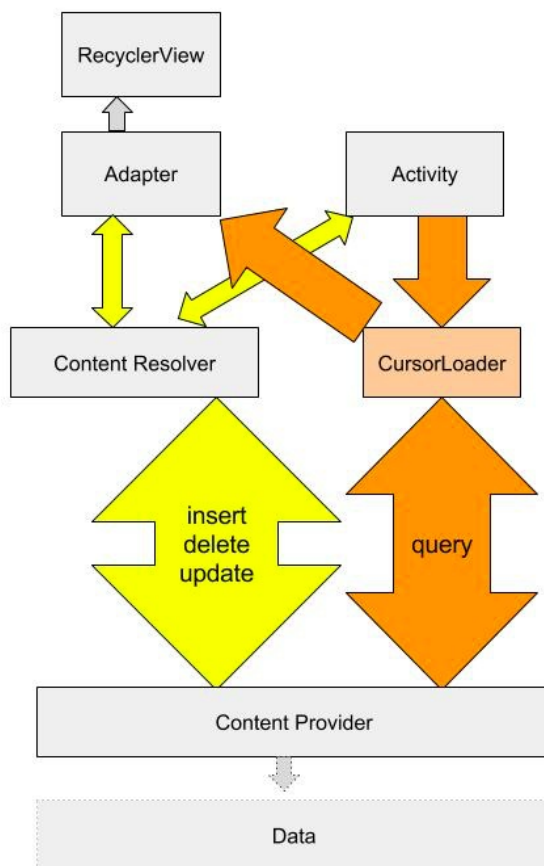 RecyclerView
Adapter
Activity
Content Resolver
CursorLoader
insert
delete
update
query
Content Provider
Data